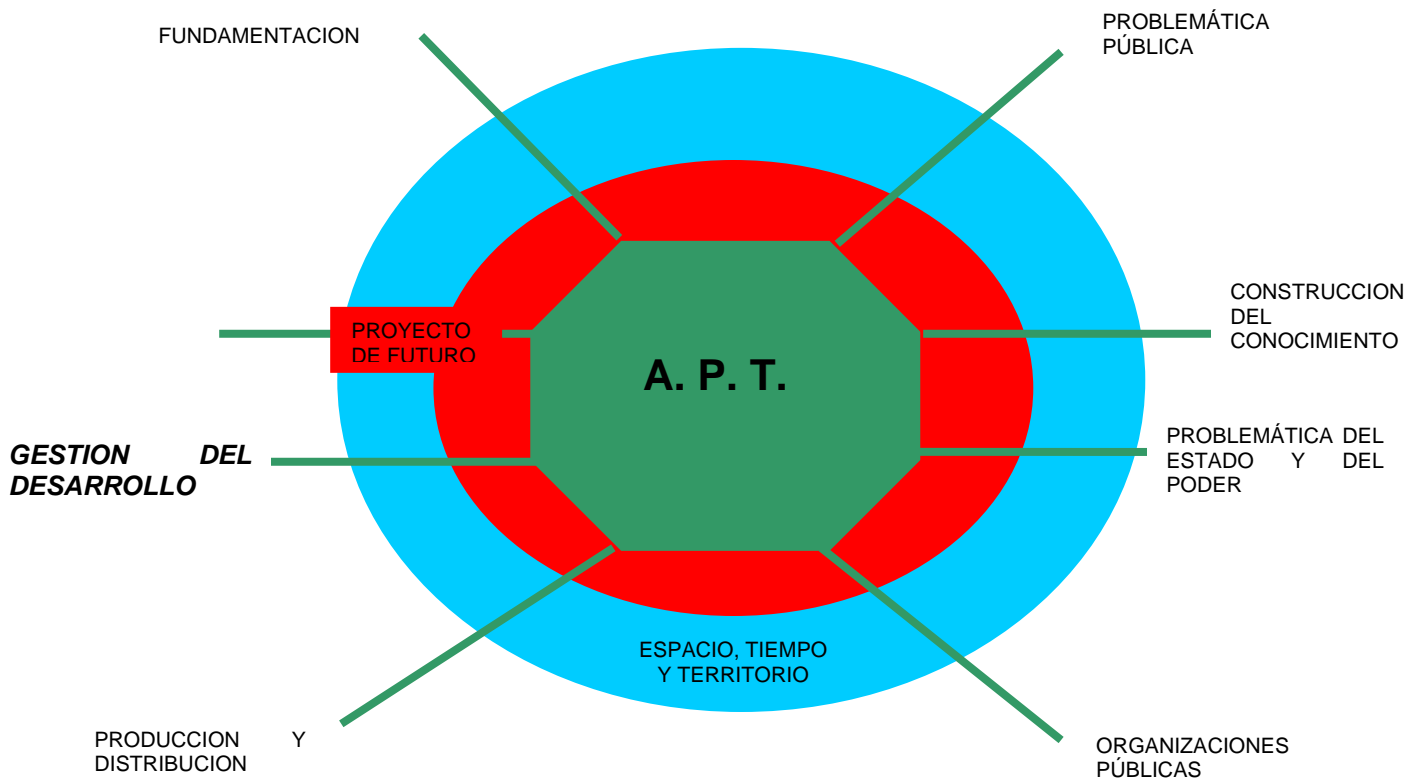 FUNDAMENTACION
PROBLEMÁTICA
PÚBLICA
CONSTRUCCION
DEL
CONOCIMIENTO
PROYECTO
DE FUTURO
A. P. T.
GESTION DEL
DESARROLLO
PROBLEMÁTICA DEL
ESTADO Y DEL
PODER
ESPACIO, TIEMPO
Y TERRITORIO
PRODUCCION Y
DISTRIBUCION
ORGANIZACIONES
PÚBLICAS